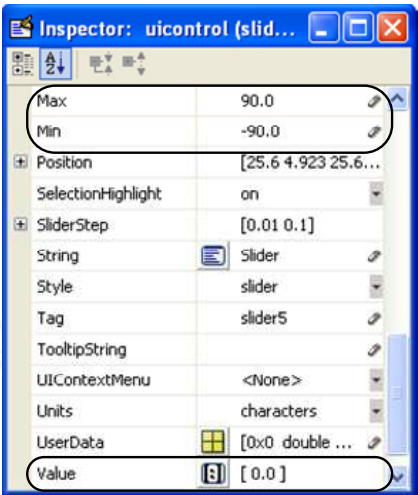 Inspector: uicontrol (slid...
Max 90.0
Min -90.0
Position [25.6 4.923 25.6...
SelectionHighlight on
SliderStep [0.01 0.1]
String Slider
Style slider
Tag slider5
TooltipString
UIContextMenu <None>
Units characters
UserData [0x0 double ...
Value [ 0.0 ]